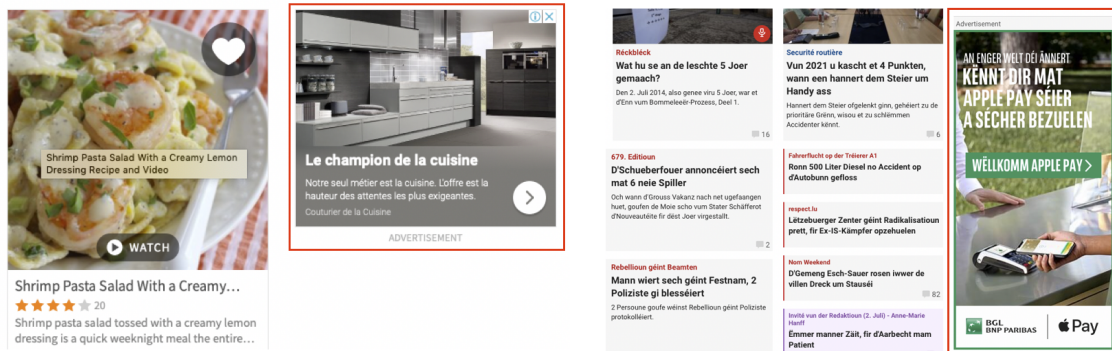 Shrimp Pasta Salad With a Creamy Lemon
Dressing Recipe and Video
WATCH
Shrimp Pasta Salad With a Creamy...
20
Shrimp pasta salad tossed with a creamy lemon
dressing is a quick weeknight meal the entire...
Le champion de la cuisine
Notre seul métier est la cuisine. L'offre est la
hauteur des attentes les plus exigeantes.
Couturier de la Cuisine
ADVERTISEMENT
Réckbléck
Wat hu se an de leschte 5 Joer
gemaach?
Den 2. Juli 2014, also genee viru 5 Joer, war et
d'Enn vum Bommeleeër-Prozess, Deel 1.
16
679. Editioun
D'Schueberfouer annoncéiert sech
mat 6 neie Spiller
Och wann d'Grouss Vakanz nach net ugefaangen
huet, goufen de Moie scho vum Stater Schäfferot
d'Nouveautéite fir dëst Joer virgestallt.
2
Rebellioun géint Beamten
Mann wiert sech géint Festnam, 2
Poliziste gi blesséiert
2 Persoune goufe wéinst Rebellioun géint Poliziste
protokolléiert.
Securité routière
Vun 2021 u kascht et 4 Punkten,
wann een hannert dem Steier um
Handy ass
Hannert dem Steier ofgelenkt ginn, gehéiert zu de
prioritäre Grënn, wisou et zu schlëmmen
Accidenter kënnt.
6
Fahrerflucht op der Tréierer A1
Ronn 500 Liter Diesel no Accident op
d'Autobunn gefloss
respect.lu
Lëtzebuerger Zenter géint Radikalisatioun
prett, fir Ex-IS-Kämpfer opzehuelen
Nom Weekend
D'Gemeng Esch-Sauer rosen iwwer de
villen Dreck um Stauséi
82
Invité vun der Redaktioun (2. Juli) - Anne-Marie
Hanff
Ëmmer manner Zäit, fir d'Aarbecht mam
Patient
Advertisement
AN ENGER WELT DÉI ÄNNERT
KËNNT DIR MAT
APPLE PAY SÉIER
A SÉCHER BEZUELEN
WËLLKOMM APPLE PAY >
BGL
BNP PARIBAS
Pay